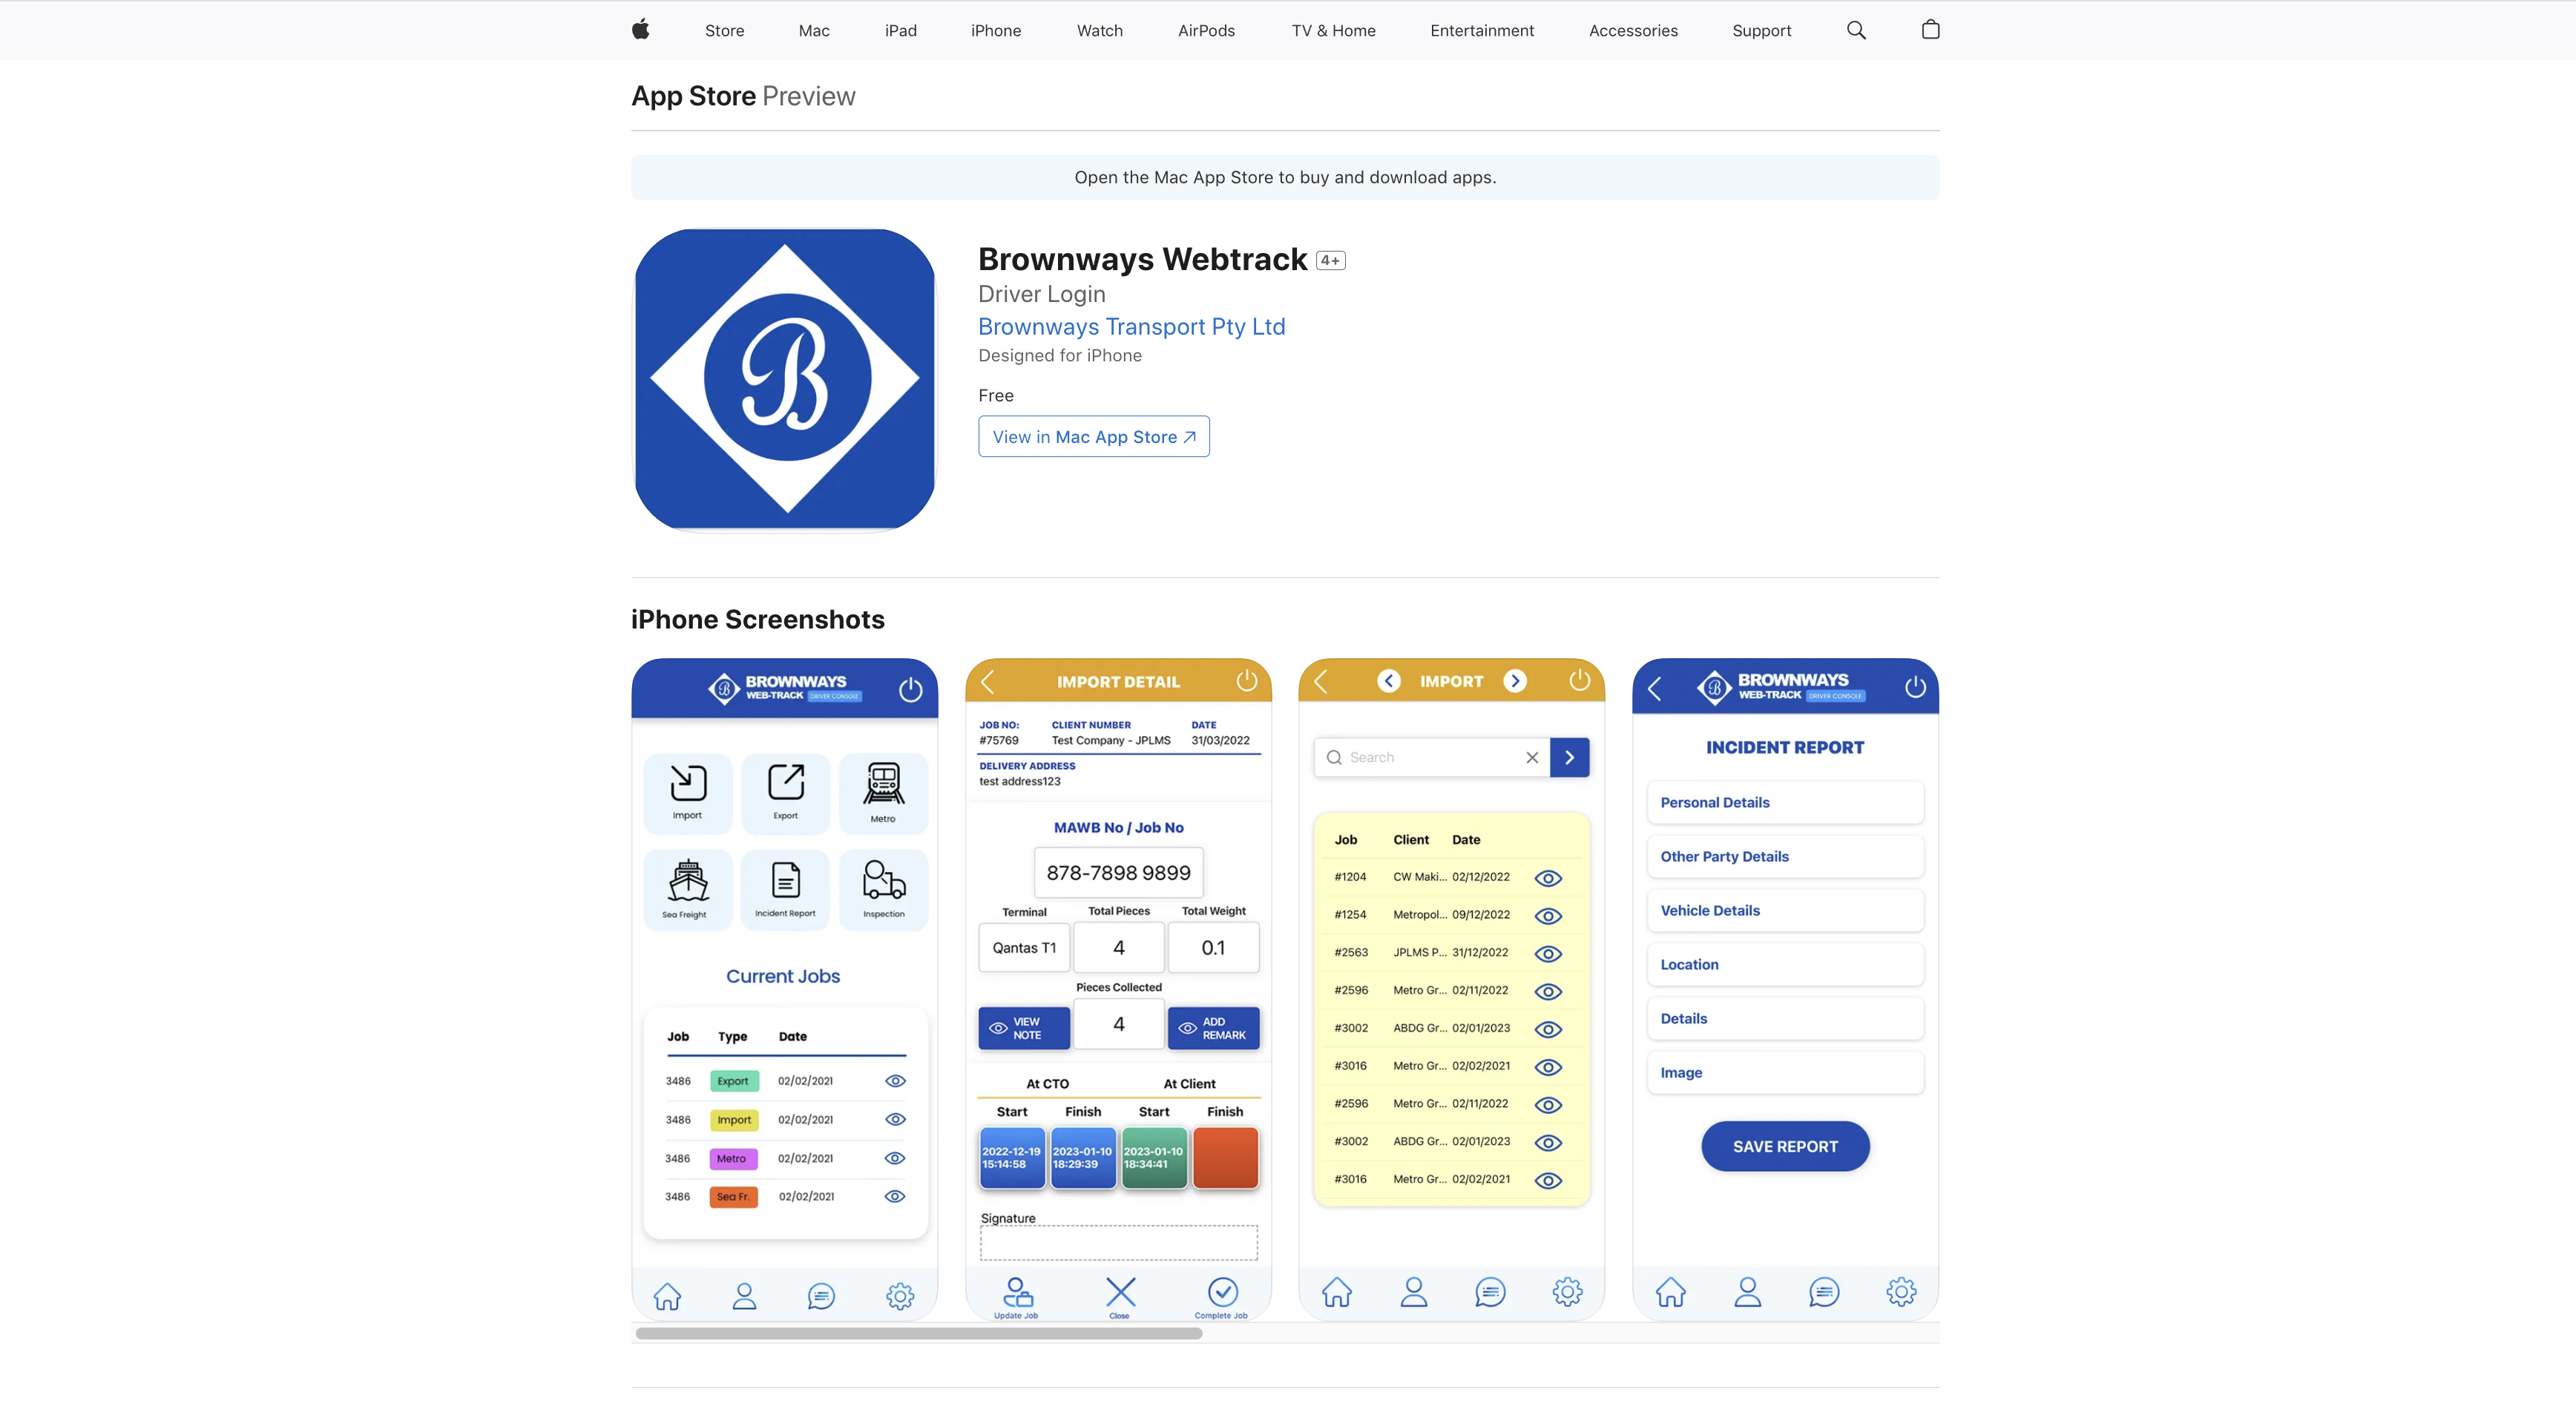 Store Mac iPad iPhone Watch AirPods TV & Home Entertainment Accessories Support
App Store Preview
Open the Mac App Store to buy and download apps.
B
Brownways Webtrack 4+
Driver Login
Brownways Transport Pty Ltd
Designed for iPhone
Free
View in Mac App Store
iPhone Screenshots
B BROWNWAYS
WEB-TRACK DRIVER CONSOLE
Import Export Metro
Sea Freight Incident Report Inspection
Current Jobs
Job Type Date
3486 Export 02/02/2021
3486 Import 02/02/2021
3486 Metro 02/02/2021
3486 Sea Fr. 02/02/2021
IMPORT DETAIL
JOB NO: CLIENT NUMBER DATE
#75769 Test Company - JPLMS 31/03/2022
DELIVERY ADDRESS
test address123
MAWB No / Job No
878-7898 9899
Terminal Total Pieces Total Weight
Qantas T1 4 0.1
Pieces Collected
VIEW NOTE 4 ADD REMARK
At CTO At Client
Start Finish Start Finish
2022-12-19 2023-01-10 2023-01-10
15:14:58 18:29:39 18:34:41
Signature
Update Job Close Complete Job
IMPORT
Search
Job Client Date
#1204 CW Maki... 02/12/2022
#1254 Metropol... 09/12/2022
#2563 JPLMS P... 31/12/2022
#2596 Metro Gr... 02/11/2022
#3002 ABDG Gr... 02/01/2023
#3016 Metro Gr... 02/02/2021
#2596 Metro Gr... 02/11/2022
#3002 ABDG Gr... 02/01/2023
#3016 Metro Gr... 02/02/2021
B BROWNWAYS
WEB-TRACK DRIVER CONSOLE
INCIDENT REPORT
Personal Details
Other Party Details
Vehicle Details
Location
Details
Image
SAVE REPORT